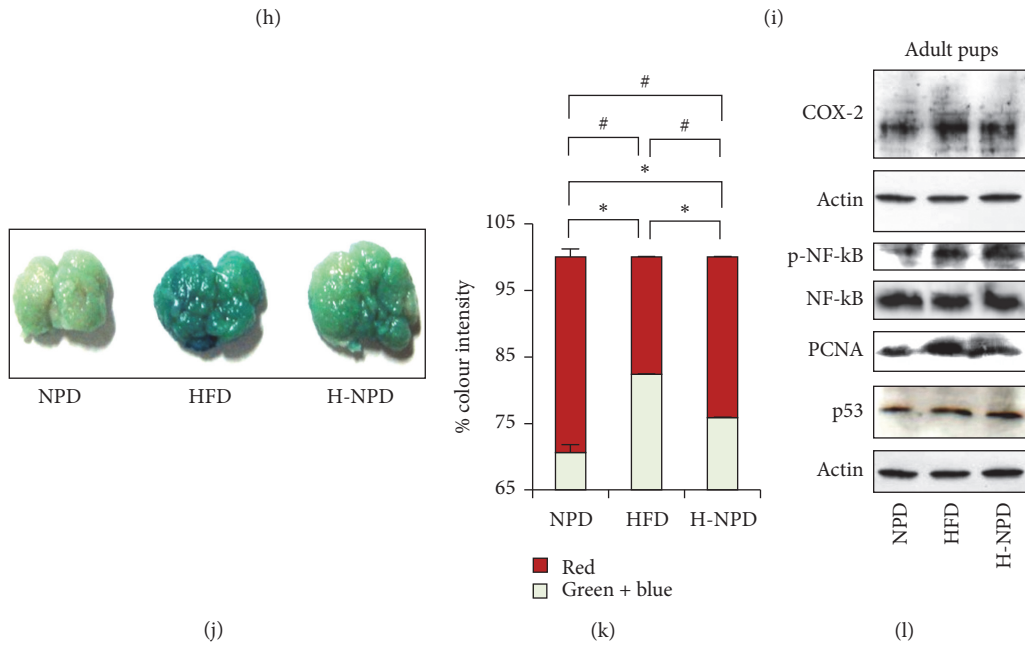 (h)
(i)
NPD
HFD
H-NPD
(j)
#
#
#
*
*
*
105
95
85
75
65
% colour intensity
NPD
HFD
H-NPD
Red
Green + blue
(k)
Adult pups
COX-2
Actin
p-NF-kB
NF-kB
PCNA
p53
Actin
NPD
HFD
H-NPD
(l)